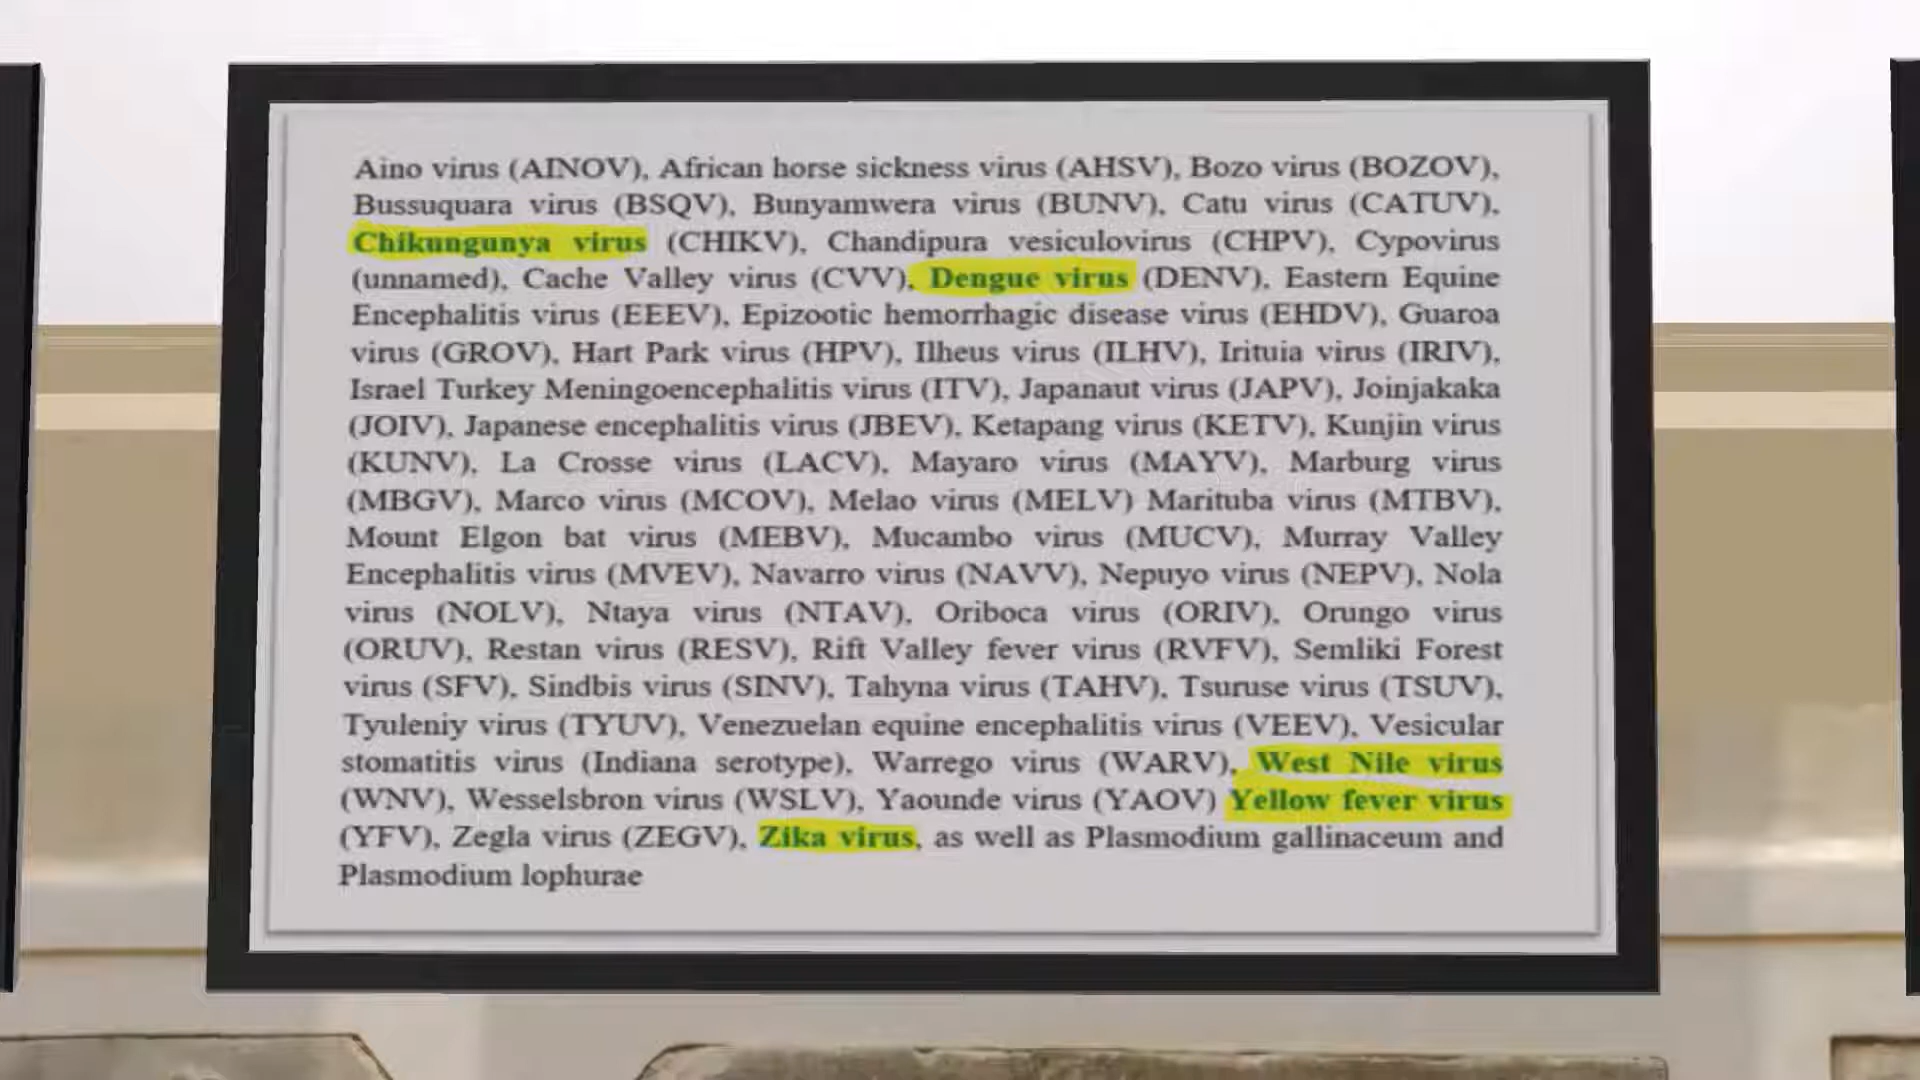 Aino virus (AINOV), African horse sickness virus (AHSV), Bozo virus (BOZOV),
Bussuquara virus (BSQV), Bunyamwera virus (BUNV), Catu virus (CATUV),
Chikungunya virus (CHIKV), Chandipura vesiculovirus (CHPV), Cypovirus
(unnamed), Cache Valley virus (CVV), Dengue virus (DENV), Eastern Equine
Encephalitis virus (EEEV), Epizootic hemorrhagic disease virus (EHDV), Guaroa
virus (GROV), Hart Park virus (HPV), Ilheus virus (ILHV), Irituia virus (IRIV),
Israel Turkey Meningoencephalitis virus (ITV), Japanaut virus (JAPV), Joinjakaka
(JOIV), Japanese encephalitis virus (JBEV), Ketapang virus (KETV), Kunjin virus
(KUNV), La Crosse virus (LACV), Mayaro virus (MAYV), Marburg virus
(MBGV), Marco virus (MCOV), Melao virus (MELV) Marituba virus (MTBV),
Mount Elgon bat virus (MEBV), Mucambo virus (MUCV), Murray Valley
Encephalitis virus (MVEV), Navarro virus (NAVV), Nepuyo virus (NEPV), Nola
virus (NOLV), Ntaya virus (NTAV), Oriboca virus (ORIV), Orungo virus
(ORUV), Restan virus (RESV), Rift Valley fever virus (RVFV), Semliki Forest
virus (SFV), Sindbis virus (SINV), Tahyna virus (TAHV), Tsuruse virus (TSUV),
Tyuleniy virus (TYUV), Venezuelan equine encephalitis virus (VEEV), Vesicular
stomatitis virus (Indiana serotype), Warrego virus (WARV), West Nile virus
(WNV), Wesselsbron virus (WSLV), Yaounde virus (YAOV) Yellow fever virus
(YFV), Zegla virus (ZEGV), Zika virus, as well as Plasmodium gallinaceum and
Plasmodium lophurae